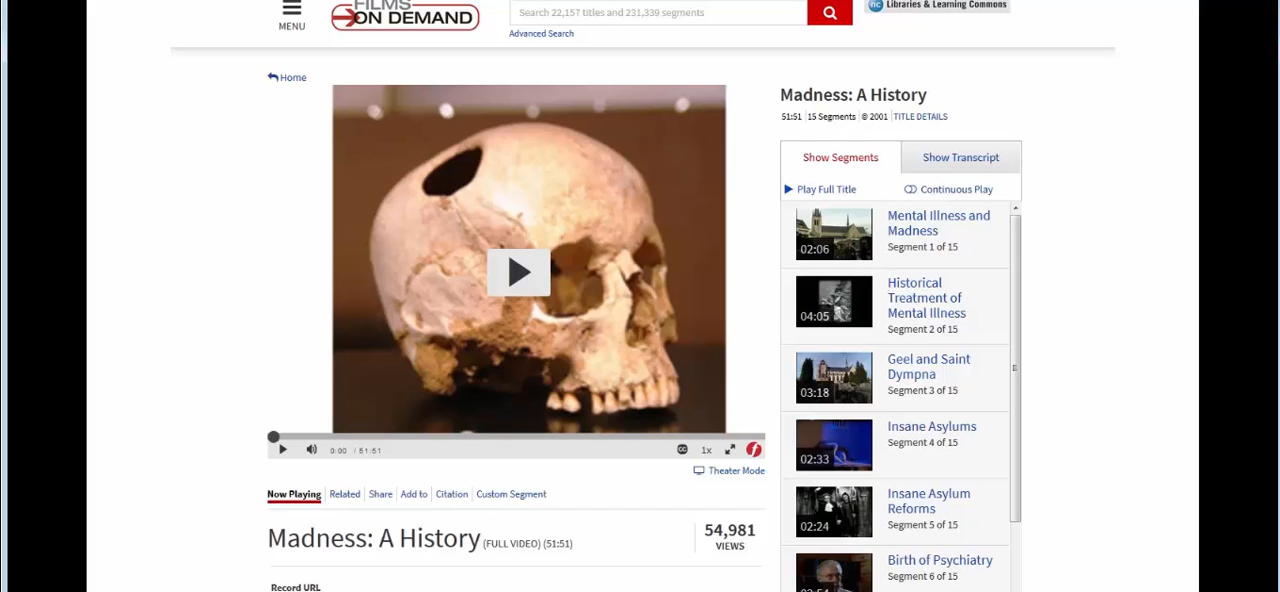 FILMS
ON DEMAND
MENU
Search 22,157 titles and 231,339 segments
Advanced Search
nc Libraries & Learning Commons
Home
Madness: A History
51:51 | 15 Segments | © 2001 | TITLE DETAILS
Show Segments
Show Transcript
Play Full Title
Continuous Play
02:06
Mental Illness and
Madness
Segment 1 of 15
04:05
Historical
Treatment of
Mental Illness
Segment 2 of 15
03:18
Geel and Saint
Dympna
Segment 3 of 15
02:33
Insane Asylums
Segment 4 of 15
02:24
Insane Asylum
Reforms
Segment 5 of 15
Birth of Psychiatry
Segment 6 of 15
0:00 / 51:51
CC
1x
f
Theater Mode
Now Playing | Related | Share | Add to | Citation | Custom Segment
Madness: A History (FULL VIDEO) (51:51)
54,981
VIEWS
Record URL